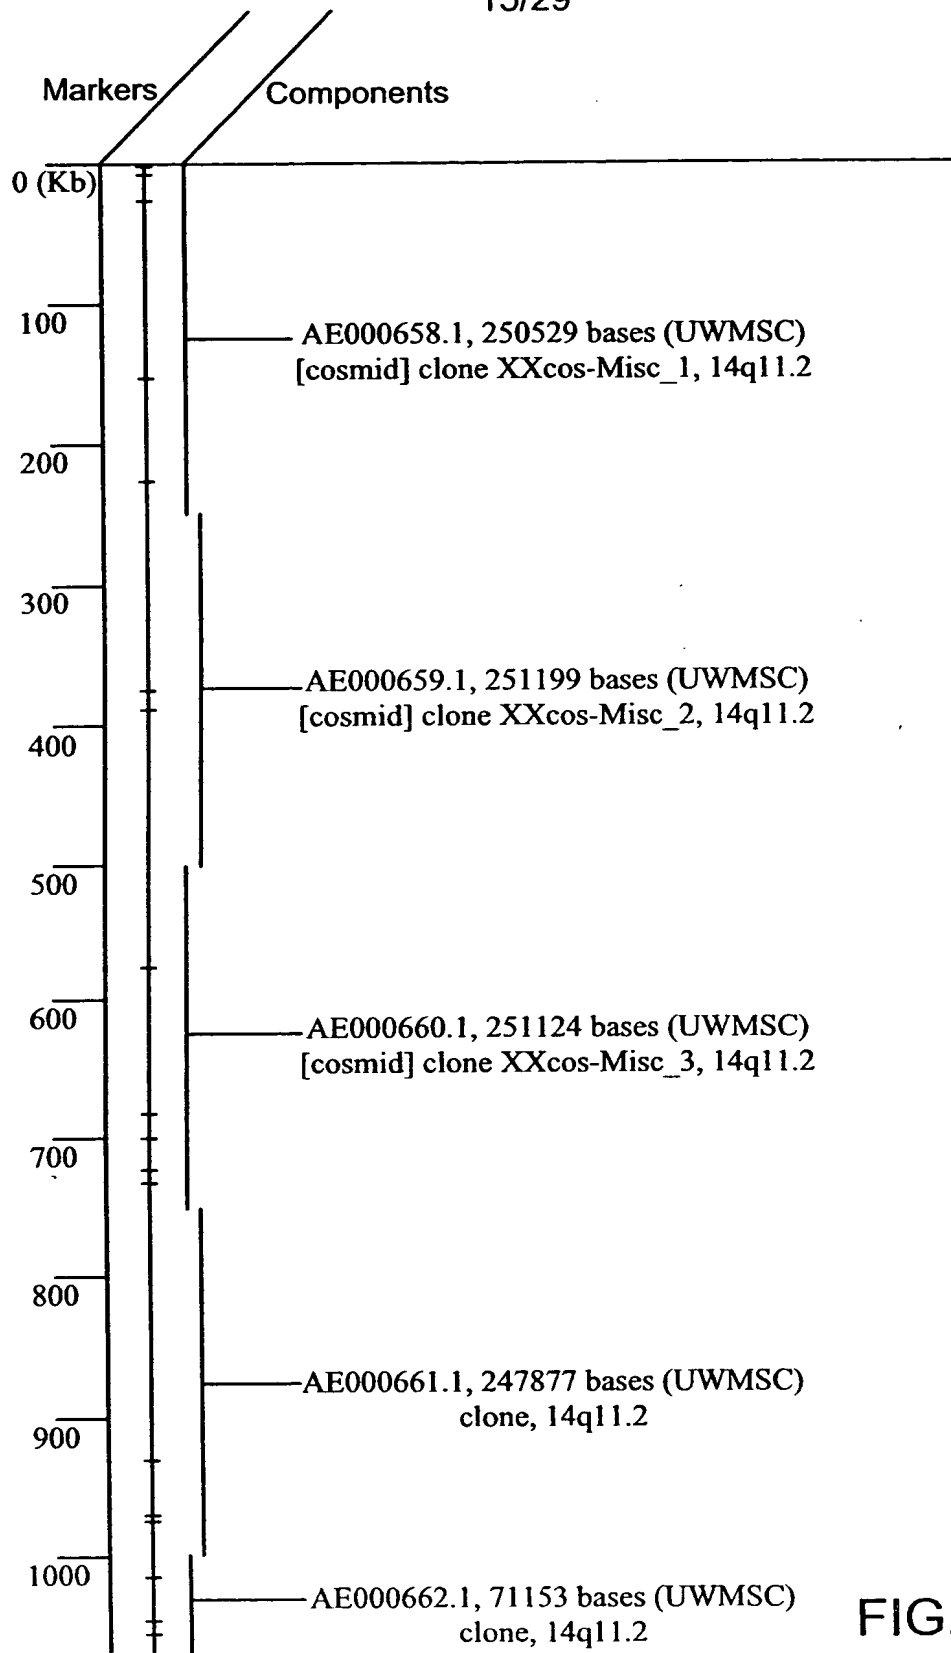 15/29
Markers
Components
0 (Kb)
100
AE000658.1, 250529 bases (UWMSC)
[cosmid] clone XXcos-Misc_1, 14q11.2
200
300
AE000659.1, 251199 bases (UWMSC)
[cosmid] clone XXcos-Misc_2, 14q11.2
400
500
600
AE000660.1, 251124 bases (UWMSC)
[cosmid] clone XXcos-Misc_3, 14q11.2
700
800
AE000661.1, 247877 bases (UWMSC)
clone, 14q11.2
900
1000
AE000662.1, 71153 bases (UWMSC)
clone, 14q11.2
FIG.